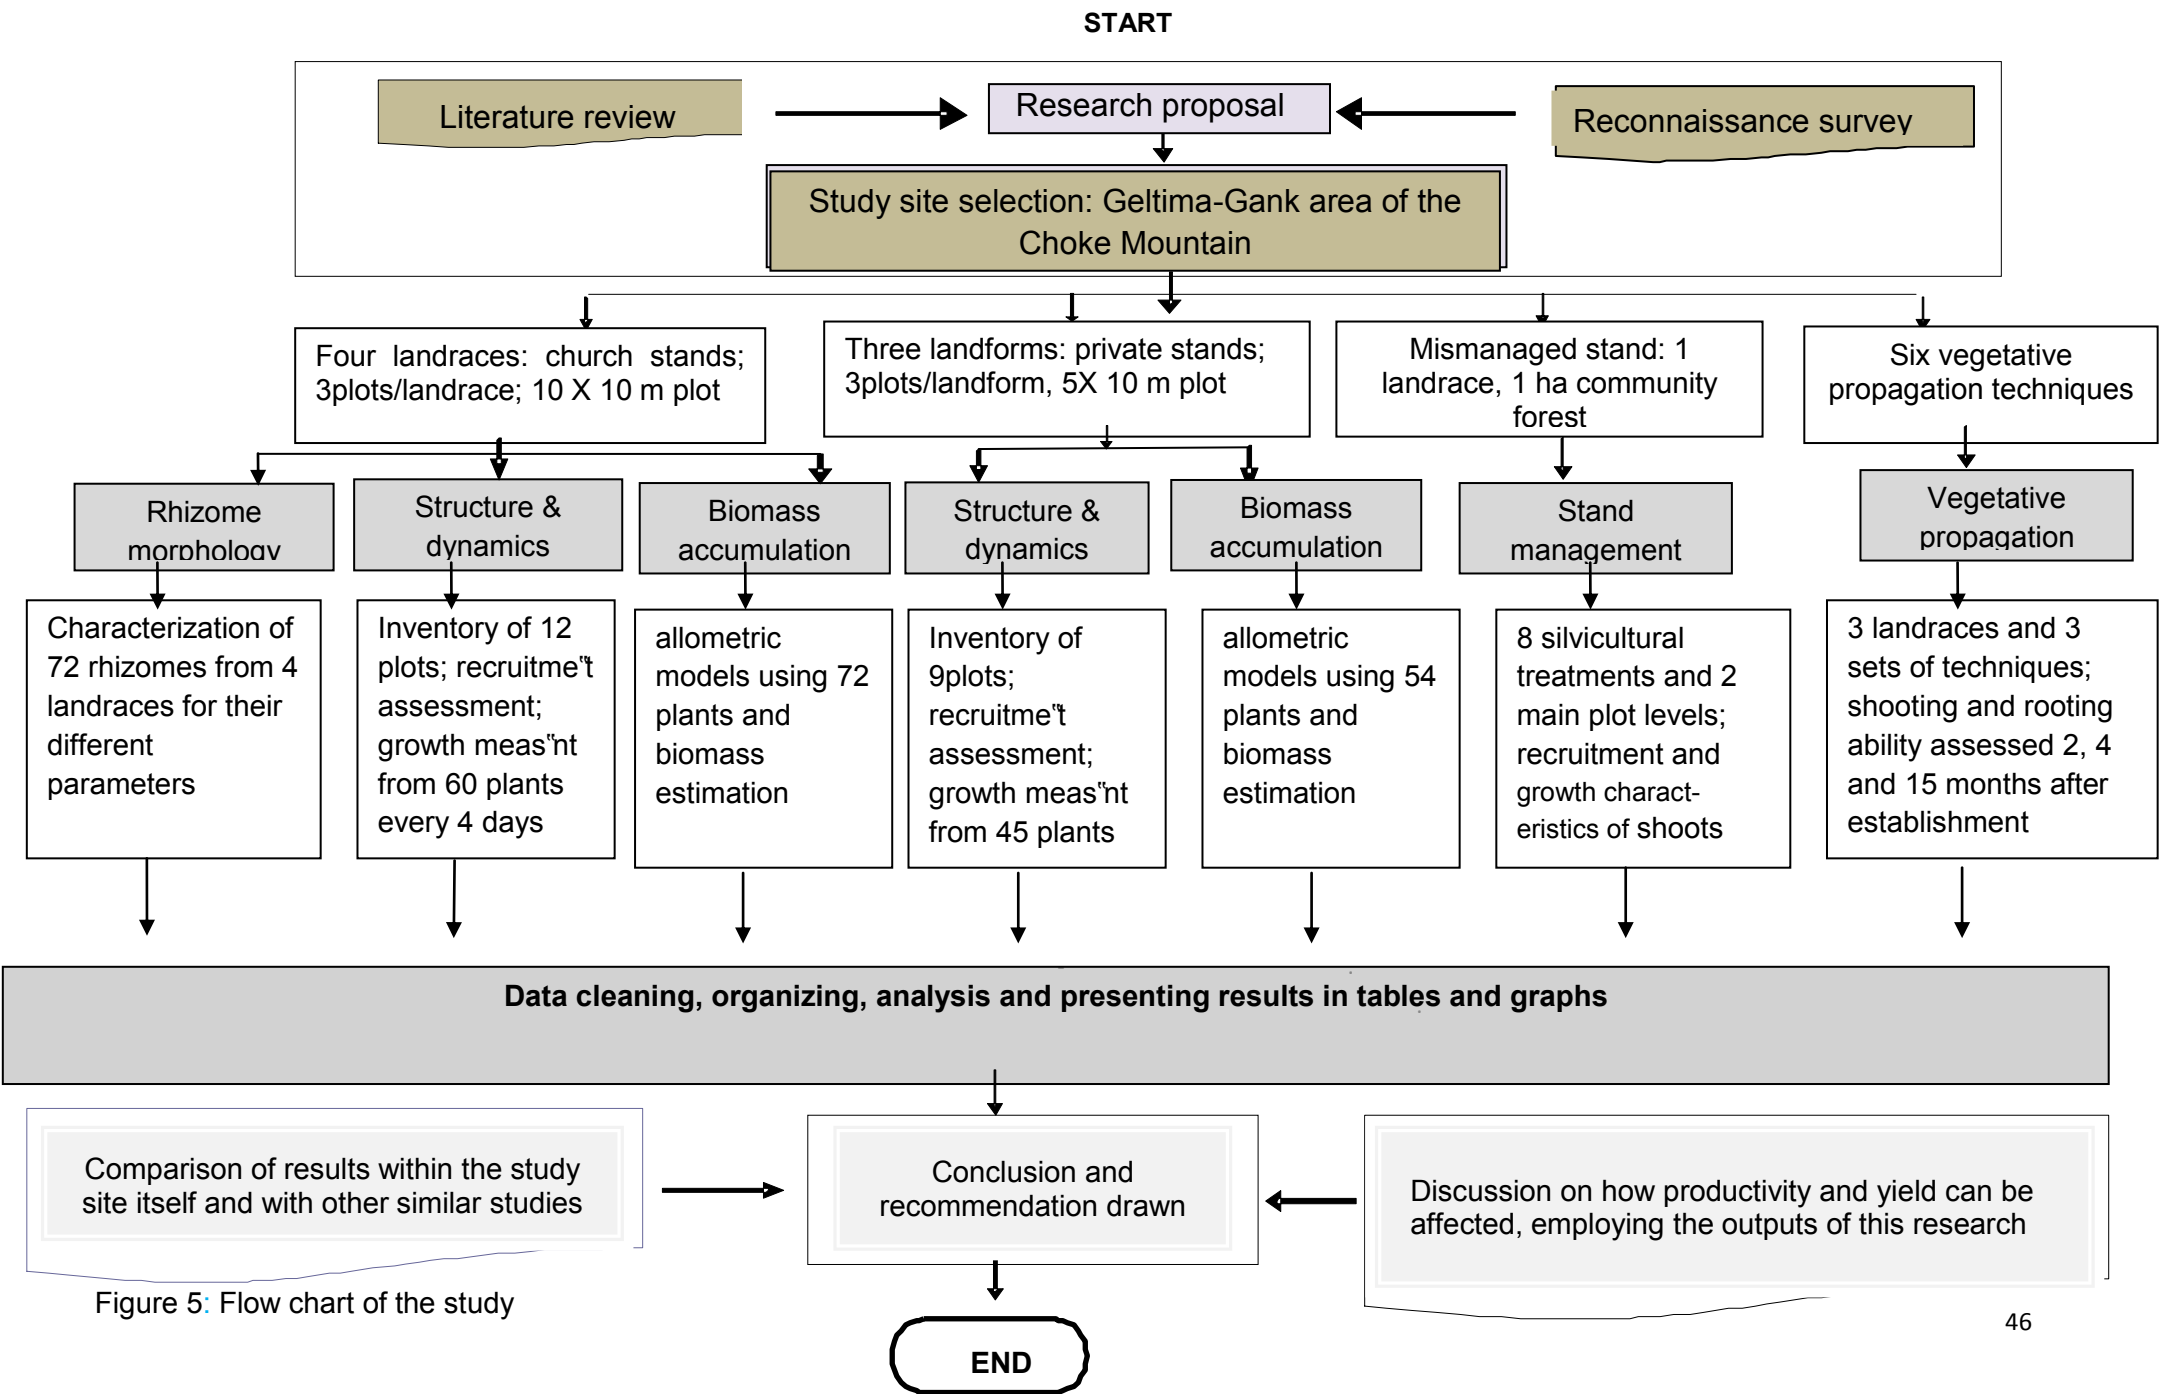 START
Literature review
Research proposal
Reconnaissance survey
Study site selection: Geltima-Gank area of the
Choke Mountain
Four landraces: church stands;
3plots/landrace; 10 X 10 m plot
Three landforms: private stands;
3plots/landform, 5X 10 m plot
Mismanaged stand: 1
landrace, 1 ha community
forest
Six vegetative
propagation techniques
Rhizome
morphology
Structure &
dynamics
Biomass
accumulation
Structure &
dynamics
Biomass
accumulation
Stand
management
Vegetative
propagation
Characterization of
72 rhizomes from 4
landraces for their
different
parameters
Inventory of 12
plots; recruitme‟t
assessment;
growth meas‟nt
from 60 plants
every 4 days
allometric
models using 72
plants and
biomass
estimation
Inventory of
9plots;
recruitme‟t
assessment;
growth meas‟nt
from 45 plants
allometric
models using 54
plants and
biomass
estimation
8 silvicultural
treatments and 2
main plot levels;
recruitment and
growth charact-
eristics of shoots
3 landraces and 3
sets of techniques;
shooting and rooting
ability assessed 2, 4
and 15 months after
establishment
Data cleaning, organizing, analysis and presenting results in tables and graphs
Comparison of results within the study
site itself and with other similar studies
Conclusion and
recommendation drawn
Discussion on how productivity and yield can be
affected, employing the outputs of this research
Figure 5: Flow chart of the study
46
END